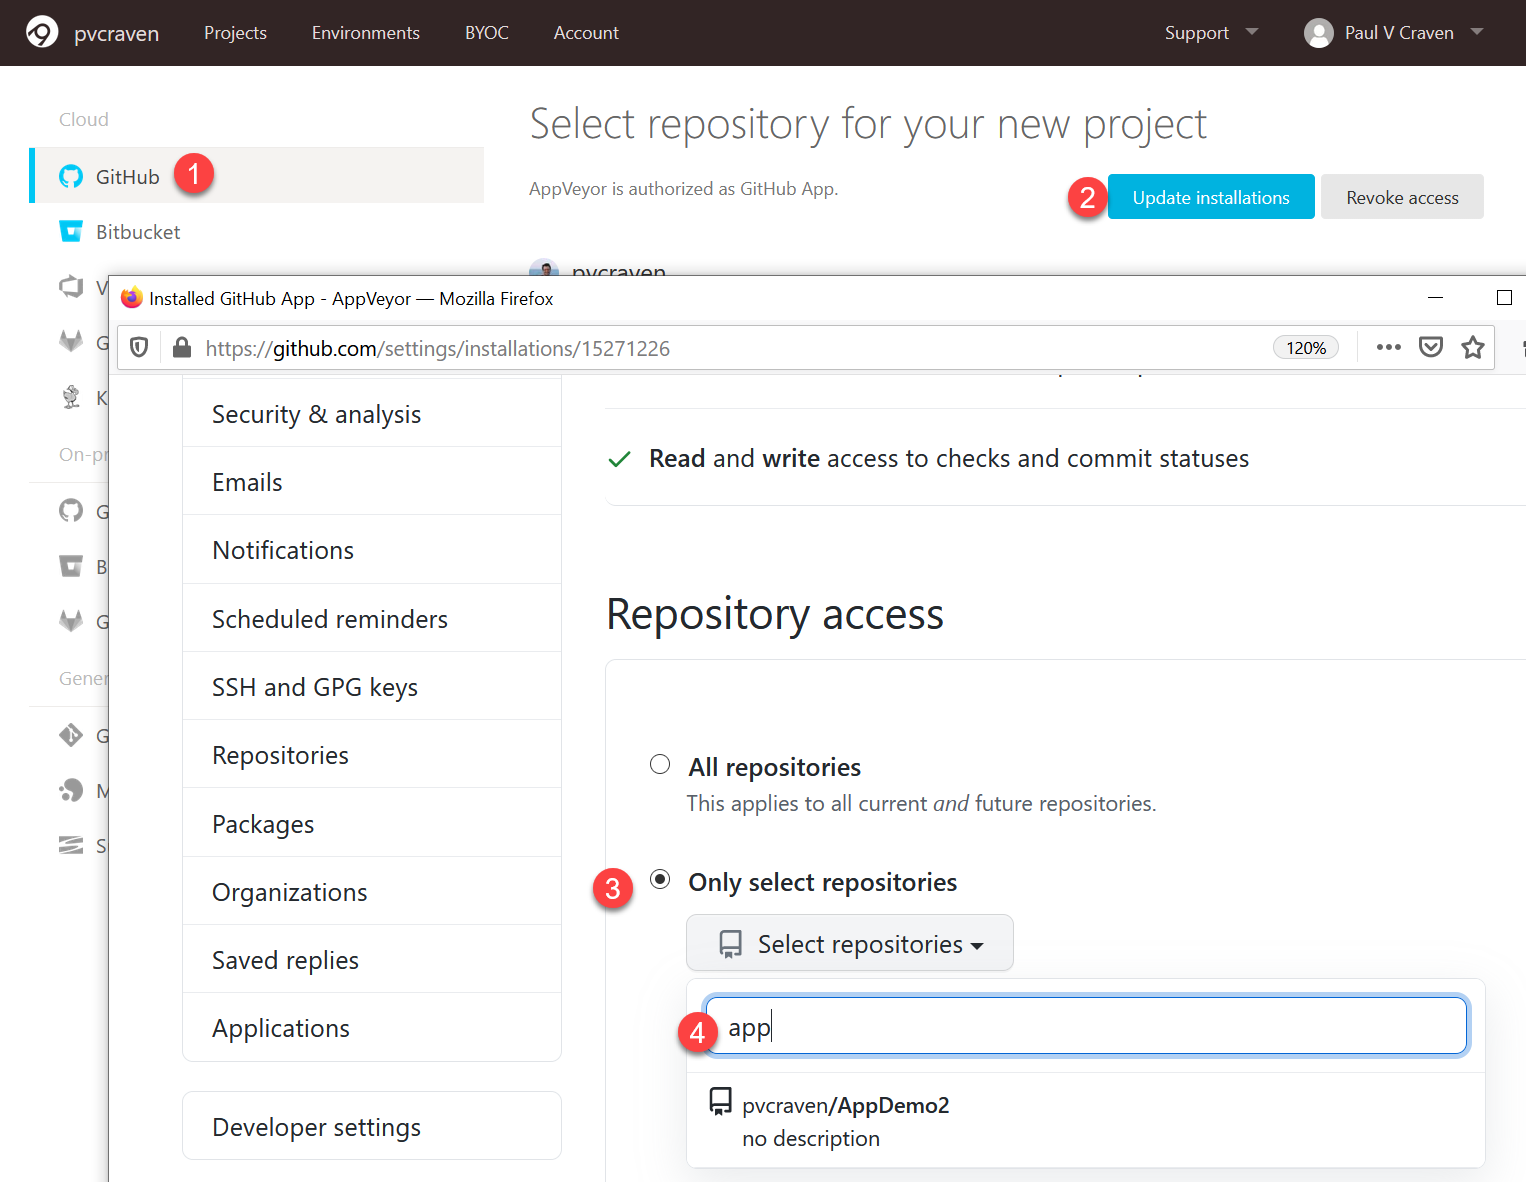 pvcraven Projects Environments BYOC Account Support Paul V Craven
Cloud
Select repository for your new project
GitHub 1
AppVeyor is authorized as GitHub App.
2 Update installations Revoke access
Bitbucket
pvcraven
V
Installed GitHub App - AppVeyor — Mozilla Firefox
G
https://github.com/settings/installations/15271226 120%
K
Security & analysis
Read and write access to checks and commit statuses
On-pr
Emails
G
Notifications
B
Repository access
G
Scheduled reminders
Gener
SSH and GPG keys
G
Repositories
All repositories
M
This applies to all current and future repositories.
Packages
S
3 Only select repositories
Organizations
Select repositories
Saved replies
4 app
Applications
pvcraven/AppDemo2
Developer settings
no description